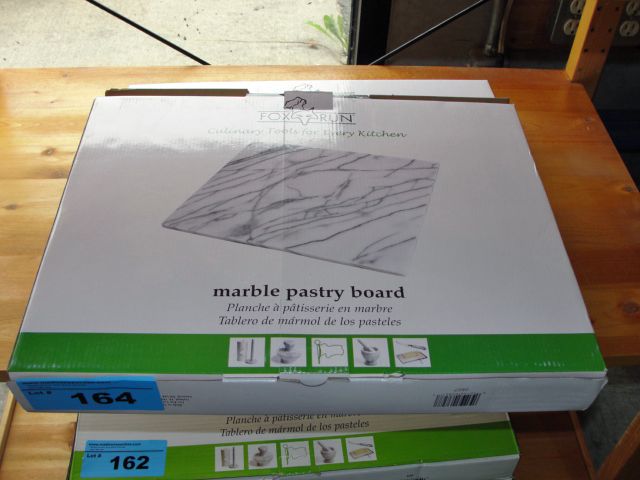 FOX RUN
Culinary Tools for Every Kitchen
marble pastry board
Planche à pâtisserie en marbre
Tablero de mármol de los pasteles
Lot # 164
Planche à pâtisserie en marbre
Tablero de mármol de los pasteles
Lot # 162